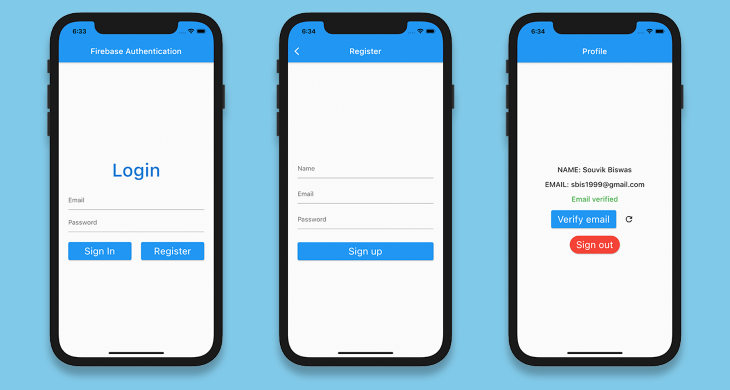 6:33
Firebase Authentication
Login
Email
Password
Sign In
Register
6:34
Register
Name
Email
Password
Sign up
6:34
Profile
NAME: Souvik Biswas
EMAIL: sbis1999@gmail.com
Email verified
Verify email
Sign out